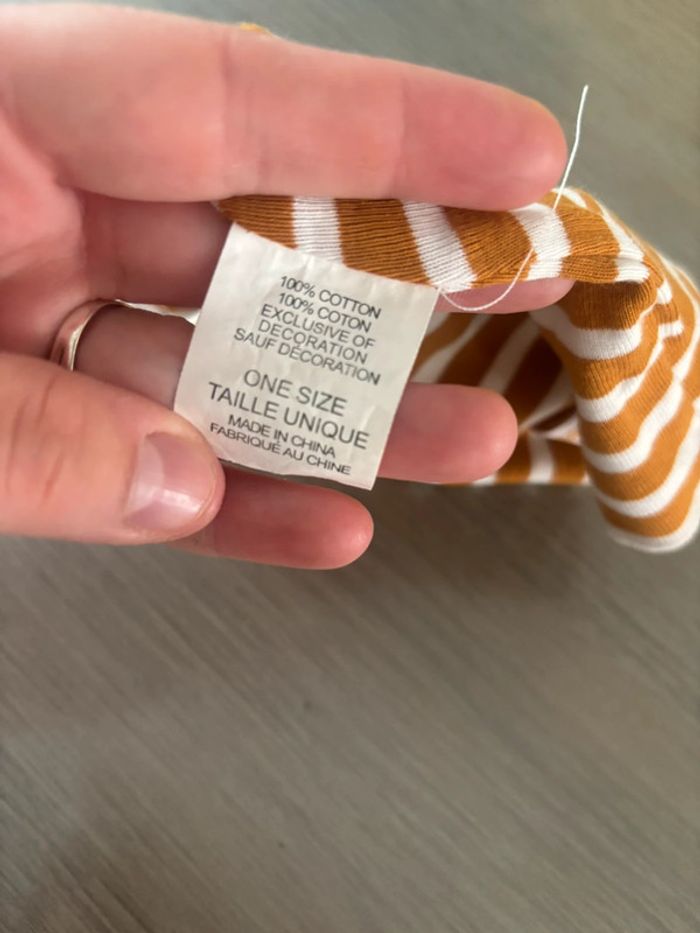 100% COTTON
100% COTON
EXCLUSIVE OF
DECORATION
SAUF DÉCORATION
ONE SIZE
TAILLE UNIQUE
MADE IN CHINA
FABRIQUÉ AU CHINE